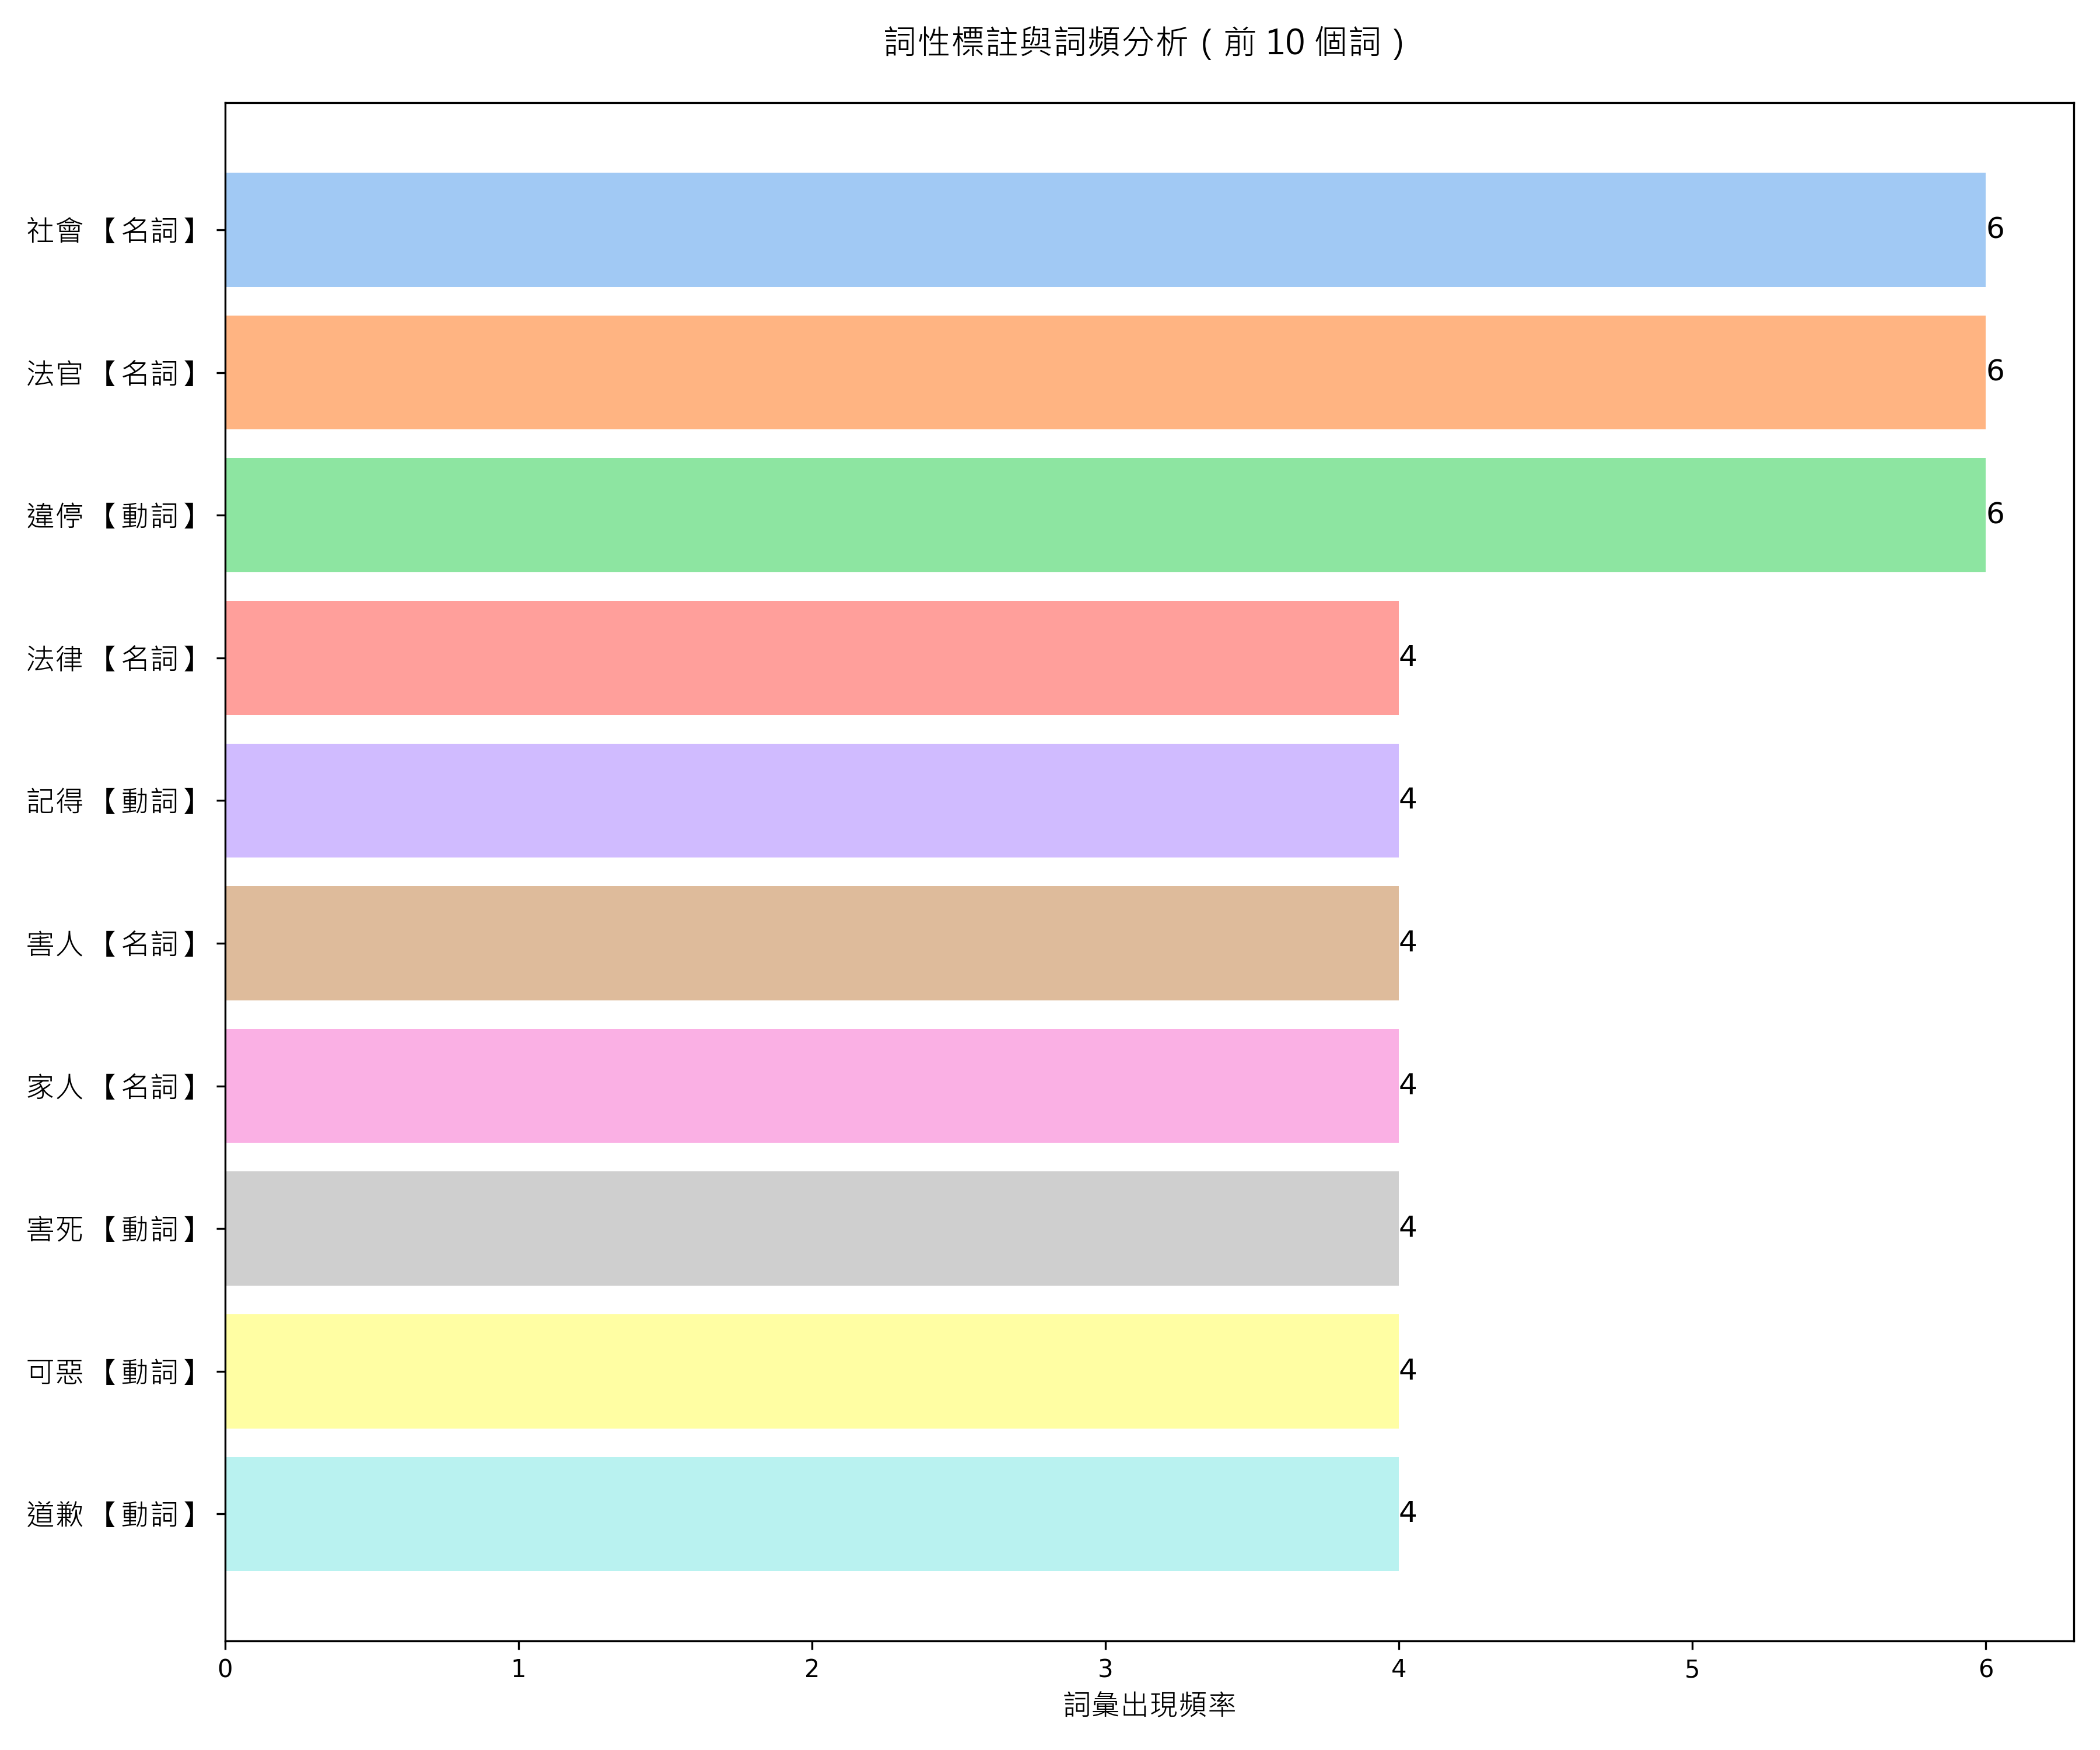 詞性標註與詞頻分析 ( 前 10 個詞 )
社會 【名詞】 6
法官 【名詞】 6
違停 【動詞】 6
法律 【名詞】 4
記得 【動詞】 4
害人 【名詞】 4
家人 【名詞】 4
害死 【動詞】 4
可惡 【動詞】 4
道歉 【動詞】 4
0 1 2 3 4 5 6
詞彙出現頻率